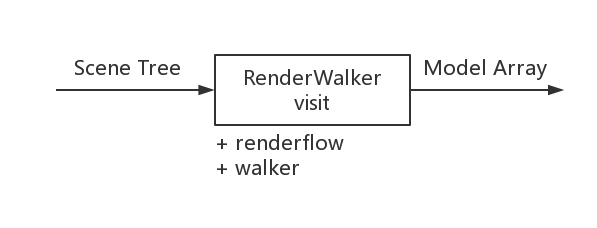 Scene Tree
RenderWalker
visit
Model Array
+ renderflow
+ walker